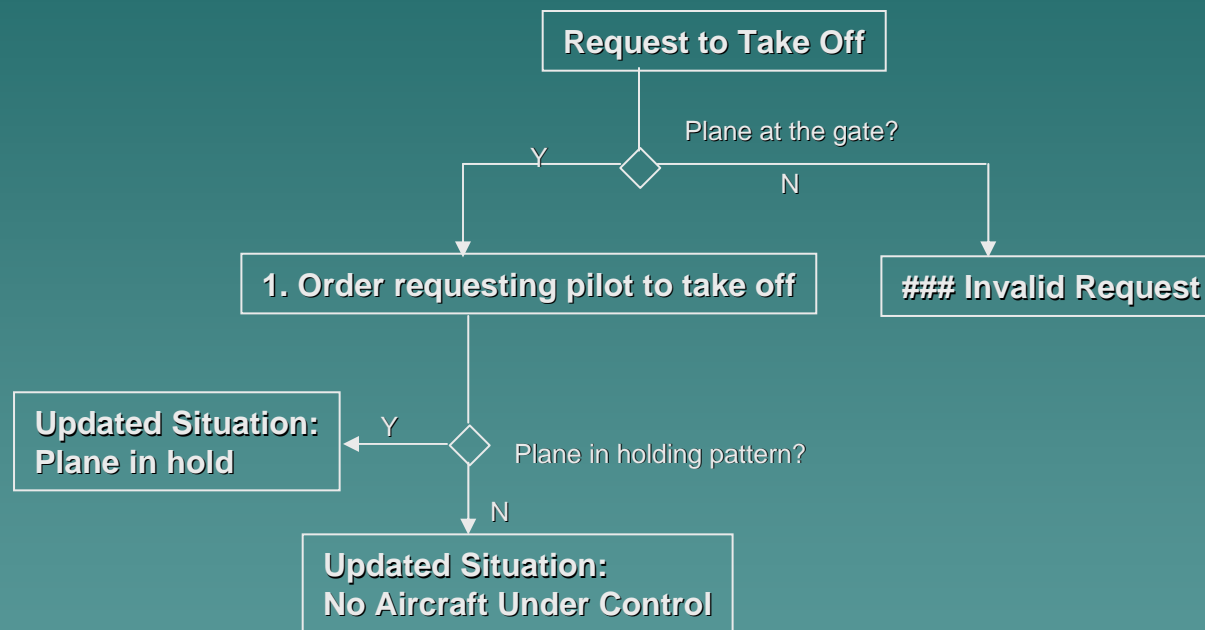 Request to Take Off
Plane at the gate?
Y
N
1. Order requesting pilot to take off
### Invalid Request
Updated Situation:
Plane in hold
Y
Plane in holding pattern?
N
Updated Situation:
No Aircraft Under Control